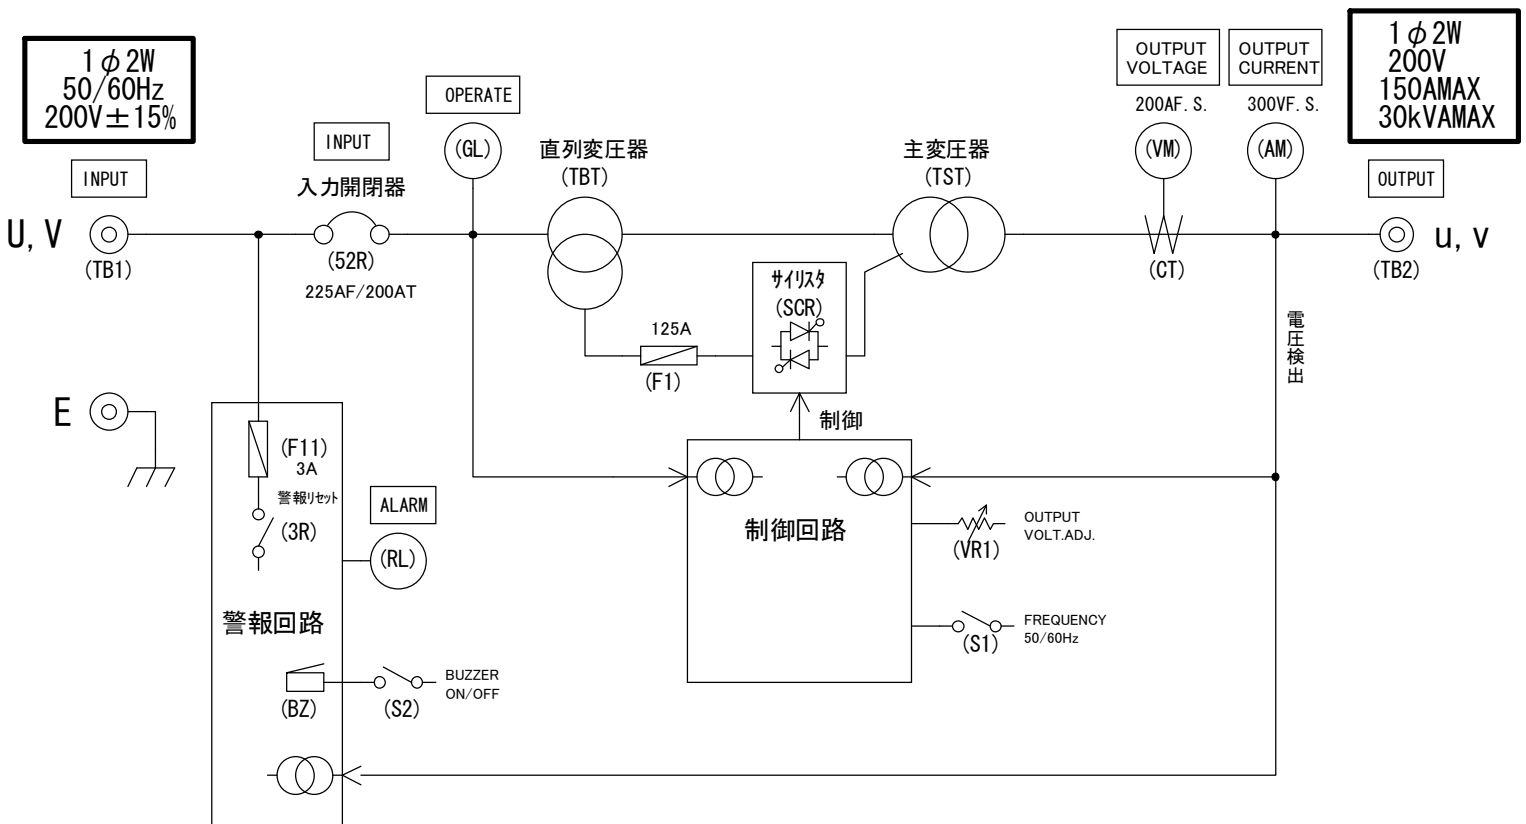 1φ2W
50/60Hz
200V±15%
INPUT
U, V
(TB1)
INPUT
入力開閉器
(52R)
225AF/200AT
OPERATE
(GL)
直列変圧器
(TBT)
主変圧器
(TST)
OUTPUT
VOLTAGE
200AF. S.
(VM)
OUTPUT
CURRENT
300VF. S.
(AM)
1φ2W
200V
150AMAX
30kVAMAX
OUTPUT
u, v
(TB2)
(CT)
電圧検出
サイリスタ
(SCR)
125A
(F1)
制御
E
(F11)
3A
警報リセット
(3R)
ALARM
(RL)
警報回路
(BZ)
(S2)
BUZZER
ON/OFF
制御回路
(VR1)
OUTPUT
VOLT.ADJ.
(S1)
FREQUENCY
50/60Hz